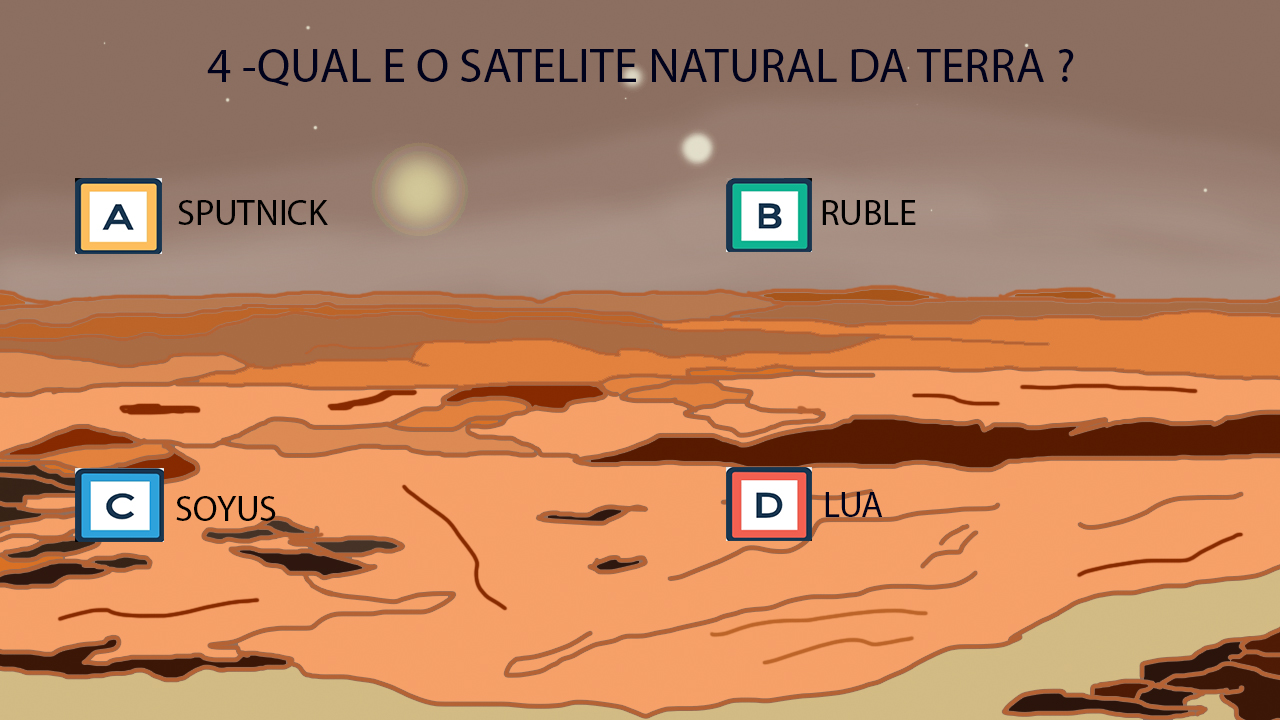 4 -QUAL E O SATELITE NATURAL DA TERRA ?
A SPUTNICK
B RUBLE
C SOYUS
D LUA